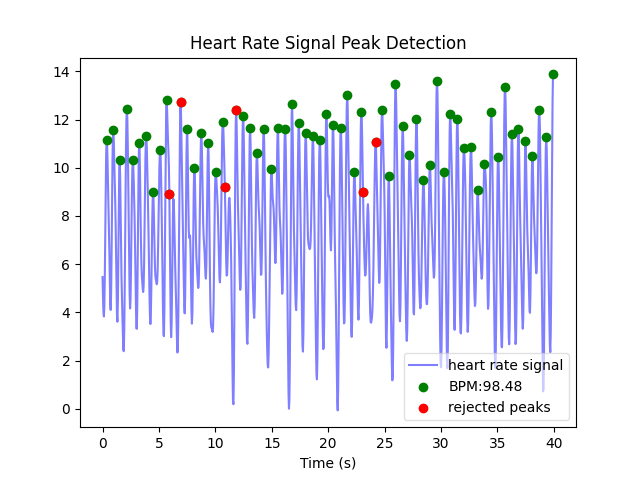 Heart Rate Signal Peak Detection
14
12
10
8
6
4
2
0
heart rate signal
BPM:98.48
rejected peaks
0 5 10 15 20 25 30 35 40
Time (s)